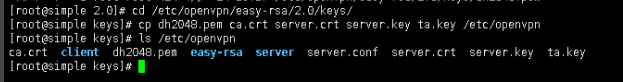 [root@simple 2.0]# cd /etc/openvpn/easy-rsa/2.0/keys/
[root@simple keys]# cp dh2048.pem ca.crt server.crt server.key ta.key /etc/openvpn
[root@simple keys]# ls /etc/openvpn
ca.crt client dh2048.pem easy-rsa server server.conf server.crt server.key ta.key
[root@simple keys]#